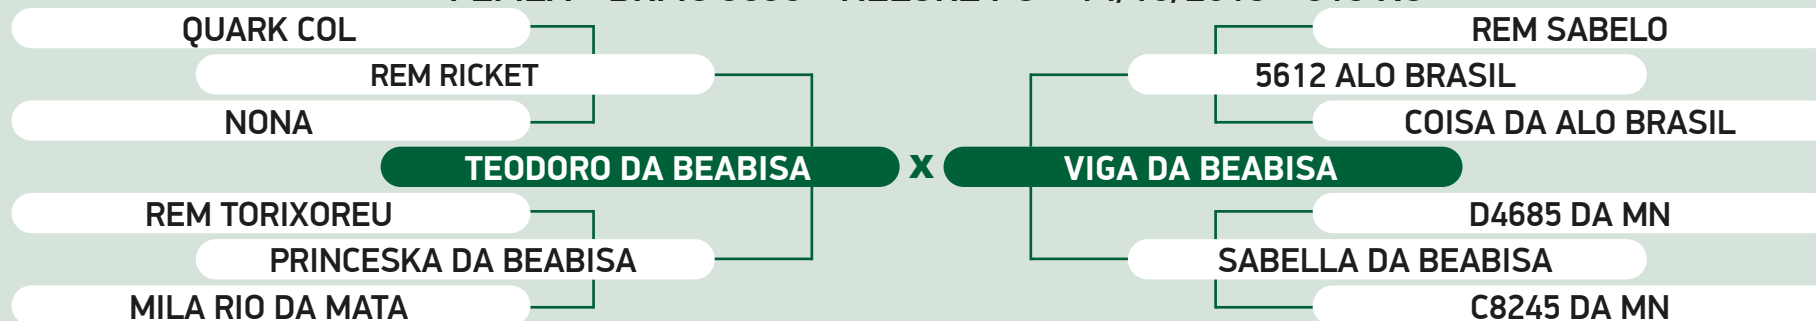 QUARK COL
REM RICKET
NONA
TEODORO DA BEABISA X VIGA DA BEABISA
REM TORIXOREU
PRINCESKA DA BEABISA
MILA RIO DA MATA
REM SABELO
5612 ALO BRASIL
COISA DA ALO BRASIL
D4685 DA MN
SABELLA DA BEABISA
C8245 DA MN